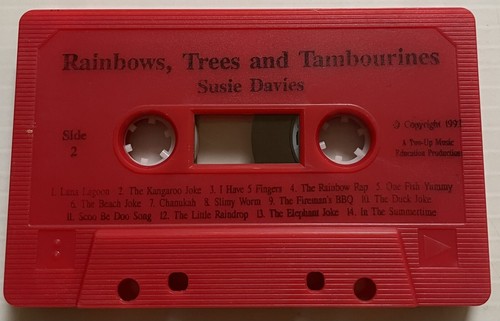 Rainbows, Trees and Tambourines
Susie Davies
Side
2
© Copyright 1993
A Tree-Up Music
Education Production
1. Luna Lagoon 2. The Kangaroo Joke 3. I Have 5 Fingers 4. The Rainbow Rap 5. One Fish Yummy
6. The Beach Joke 7. Chanukah 8. Slimy Worm 9. The Fireman's BBQ 10. The Duck Joke
11. Scoo Be Doo Song 12. The Little Raindrop 13. The Elephant Joke 14. In The Summertime